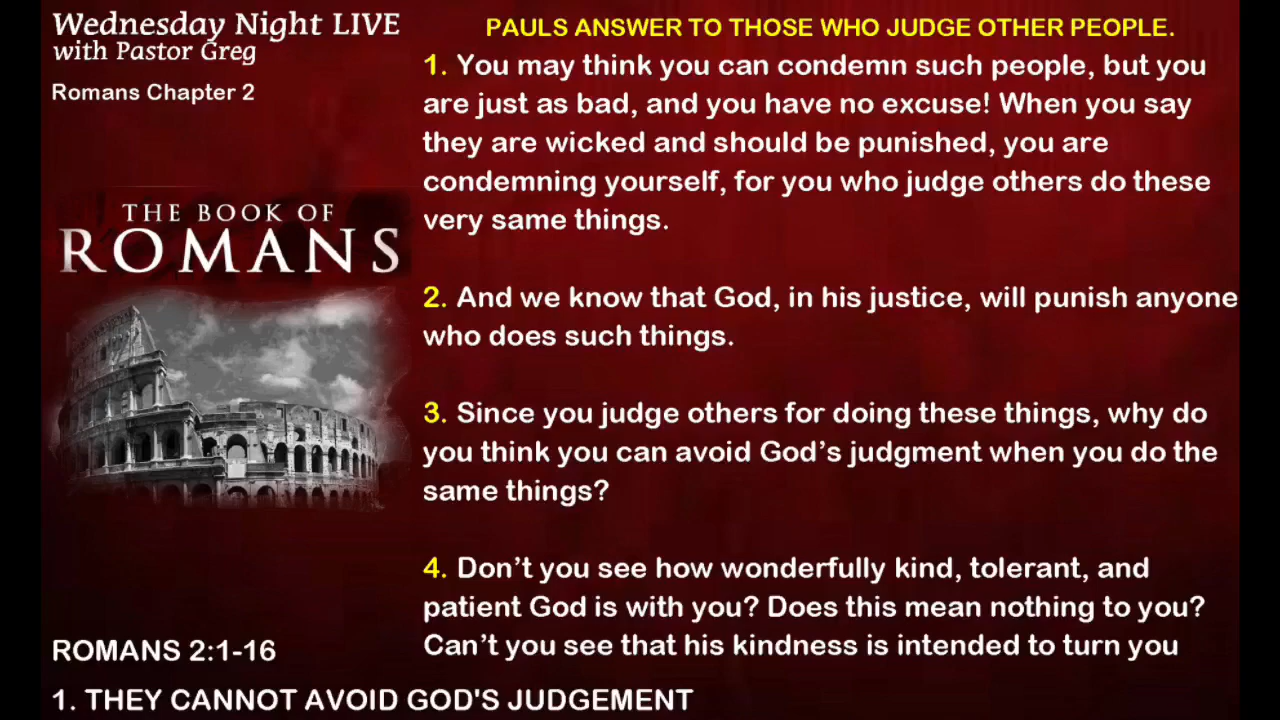 Wednesday Night LIVE
with Pastor Greg
Romans Chapter 2
THE BOOK OF
ROMANS
PAULS ANSWER TO THOSE WHO JUDGE OTHER PEOPLE.
1. You may think you can condemn such people, but you
are just as bad, and you have no excuse! When you say
they are wicked and should be punished, you are
condemning yourself, for you who judge others do these
very same things.
2. And we know that God, in his justice, will punish anyone
who does such things.
3. Since you judge others for doing these things, why do
you think you can avoid God’s judgment when you do the
same things?
4. Don’t you see how wonderfully kind, tolerant, and
patient God is with you? Does this mean nothing to you?
Can’t you see that his kindness is intended to turn you
ROMANS 2:1-16
1. THEY CANNOT AVOID GOD'S JUDGEMENT